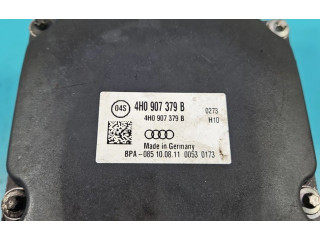 04S 4H0 907 379 B
4H0 907 379 B 0273
H10
Made in Germany
BPA-085 10.08.11 0053 0173